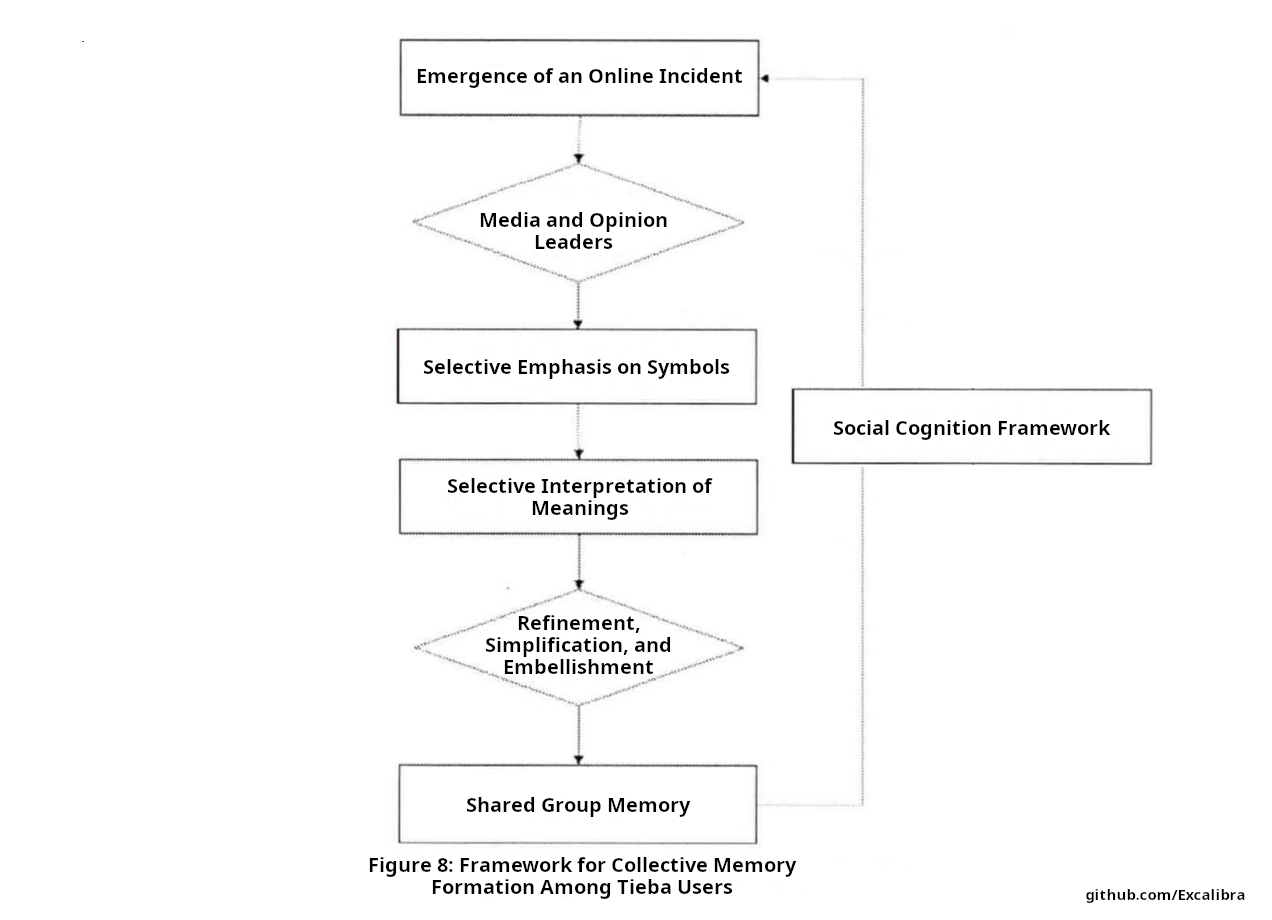 Emergence of an Online Incident
Media and Opinion
Leaders
Selective Emphasis on Symbols
Social Cognition Framework
Selective Interpretation of
Meanings
Refinement,
Simplification, and
Embellishment
Shared Group Memory
Figure 8: Framework for Collective Memory
Formation Among Tieba Users
github.com/Excalibra